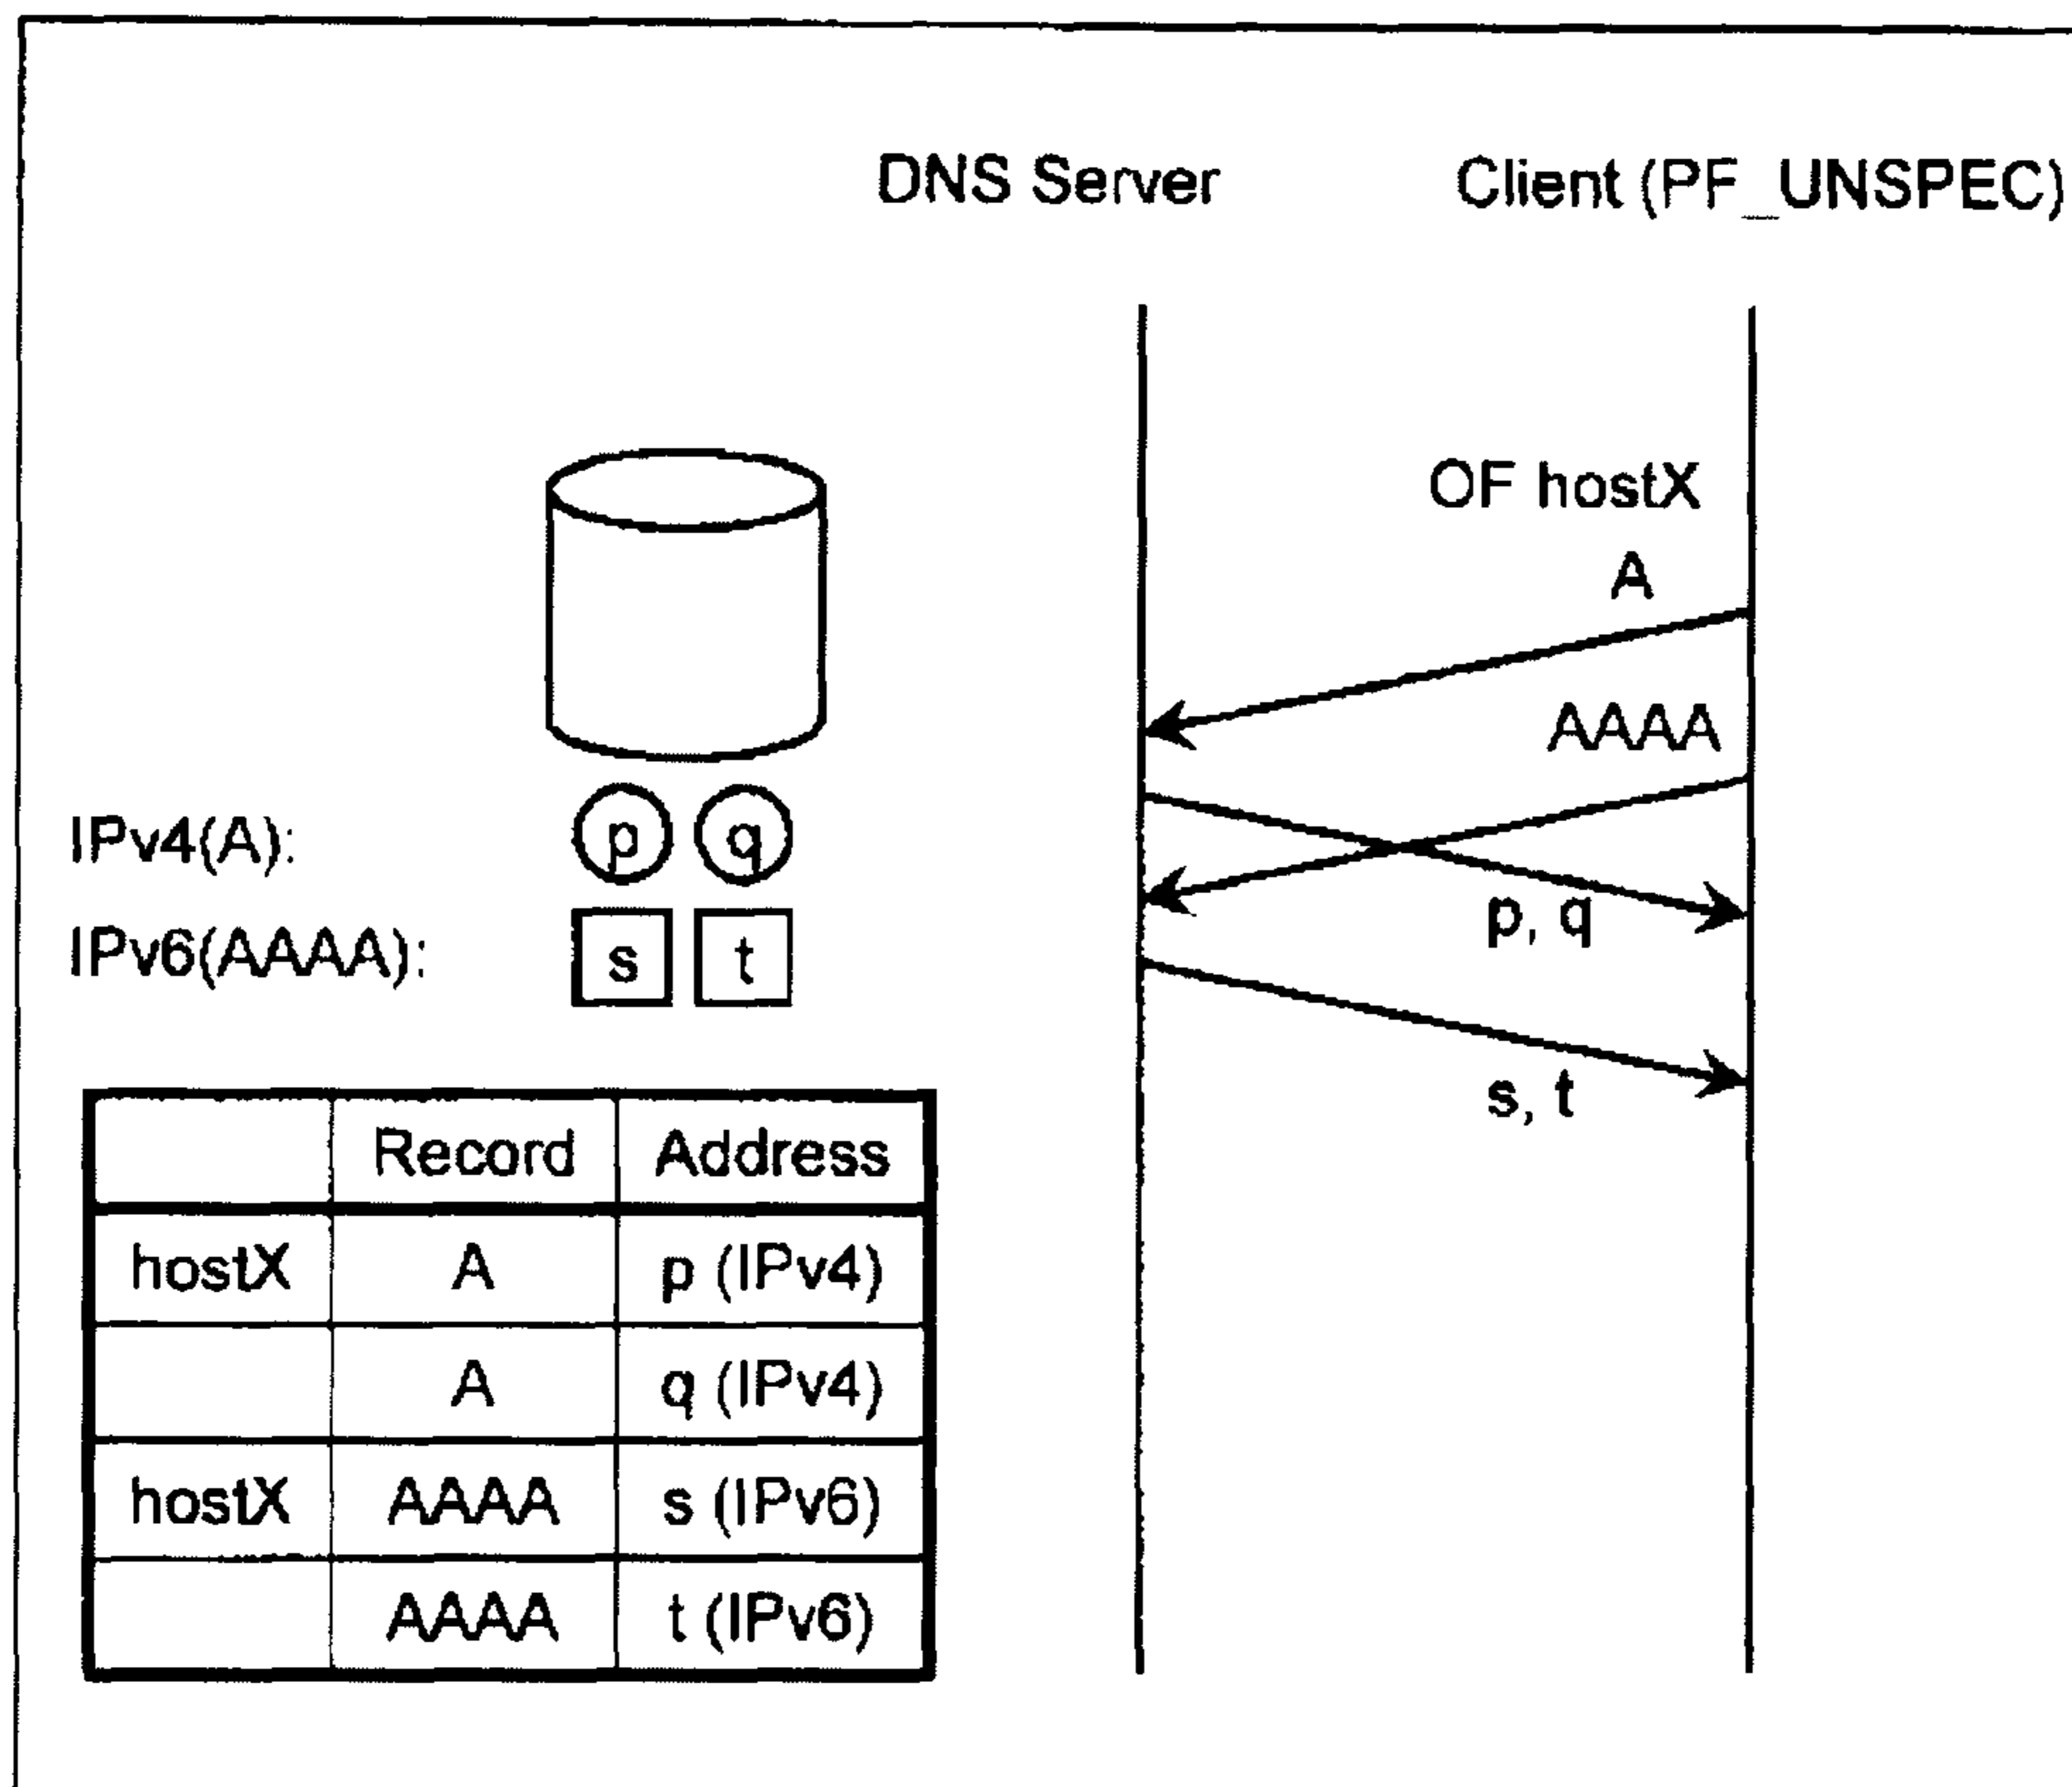 DNS Server Client (PF_UNSPEC)
OF hostX
A
AAAA
IPv4(A): p q
p, q
IPv6(AAAA): s t
s, t
Record Address
hostX A p (IPv4)
A q (IPv4)
hostX AAAA s (IPv6)
AAAA t (IPv6)